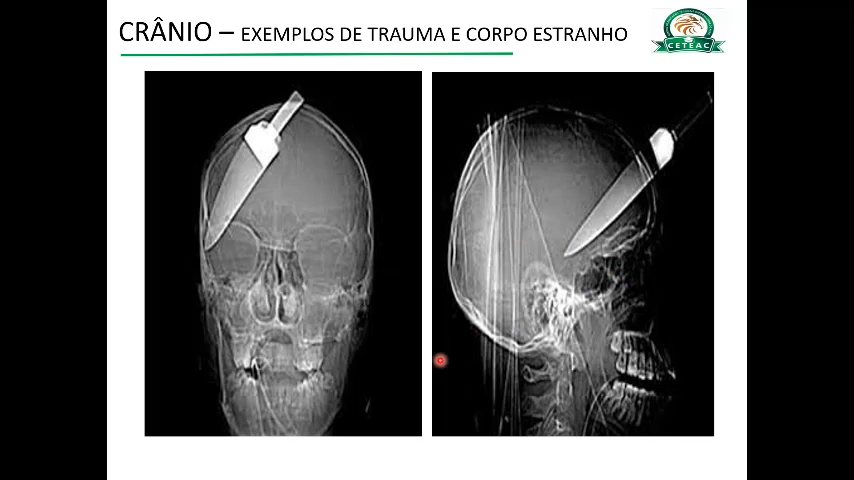 CRÂNIO – EXEMPLOS DE TRAUMA E CORPO ESTRANHO
CETEAC